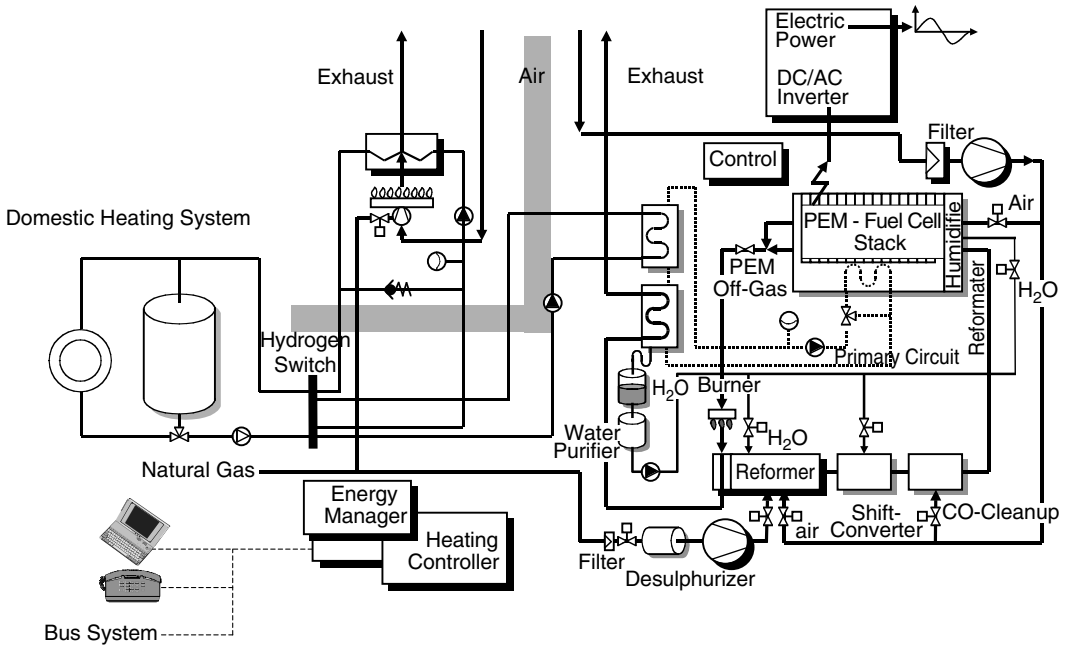 Electric
Power
DC/AC
Inverter
Exhaust
Air
Exhaust
Filter
Control
Domestic Heating System
Air
PEM - Fuel Cell
Stack
Humidifie
PEM
Off-Gas
H2O
Reformater
Hydrogen
Switch
Primary Circuit
H2O
Burner
Water
Purifier
H2O
Natural Gas
Reformer
Energy
Manager
Shift-
Converter
CO-Cleanup
air
Heating
Controller
Filter
Desulphurizer
Bus System